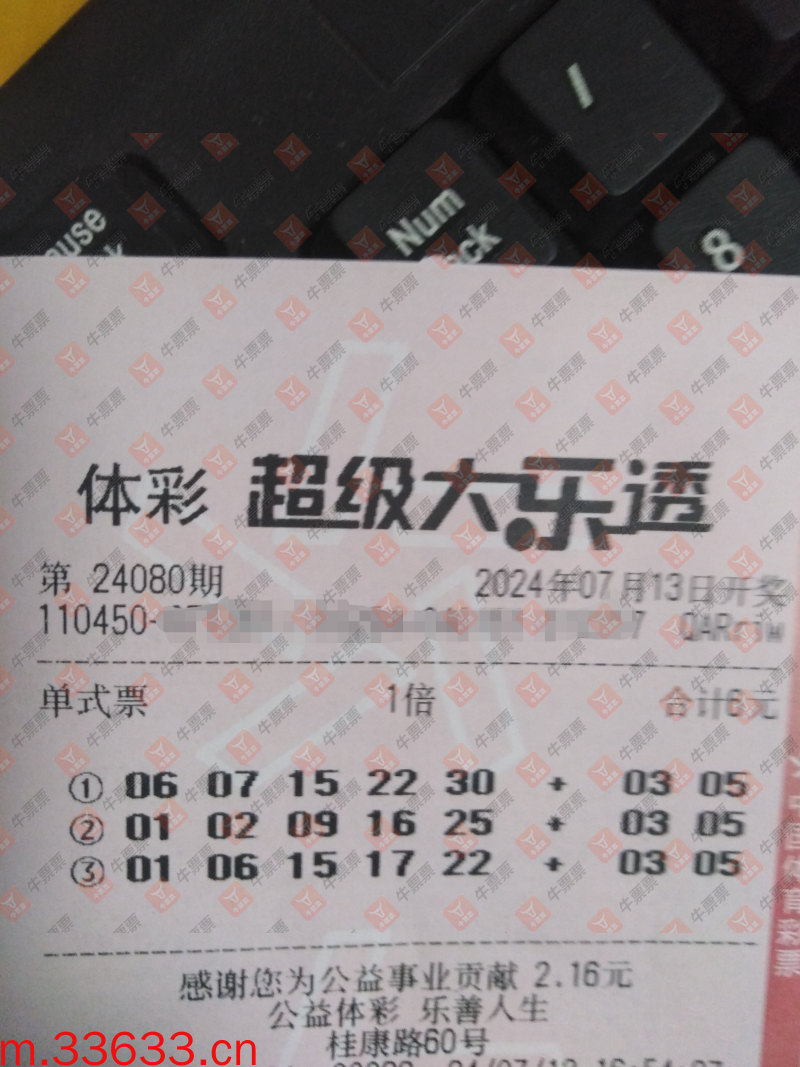 /
Num
8
体彩 超级大乐透
第 24080期 2024年07月13日开奖
110450-
单式票 1倍 合计6元
① 06 07 15 22 30 + 03 05
② 01 02 09 16 25 + 03 05
③ 01 06 15 17 22 + 03 05
感谢您为公益事业贡献 2.16元
公益体彩 乐善人生
桂康路60号
m.33633.cn
牛票票